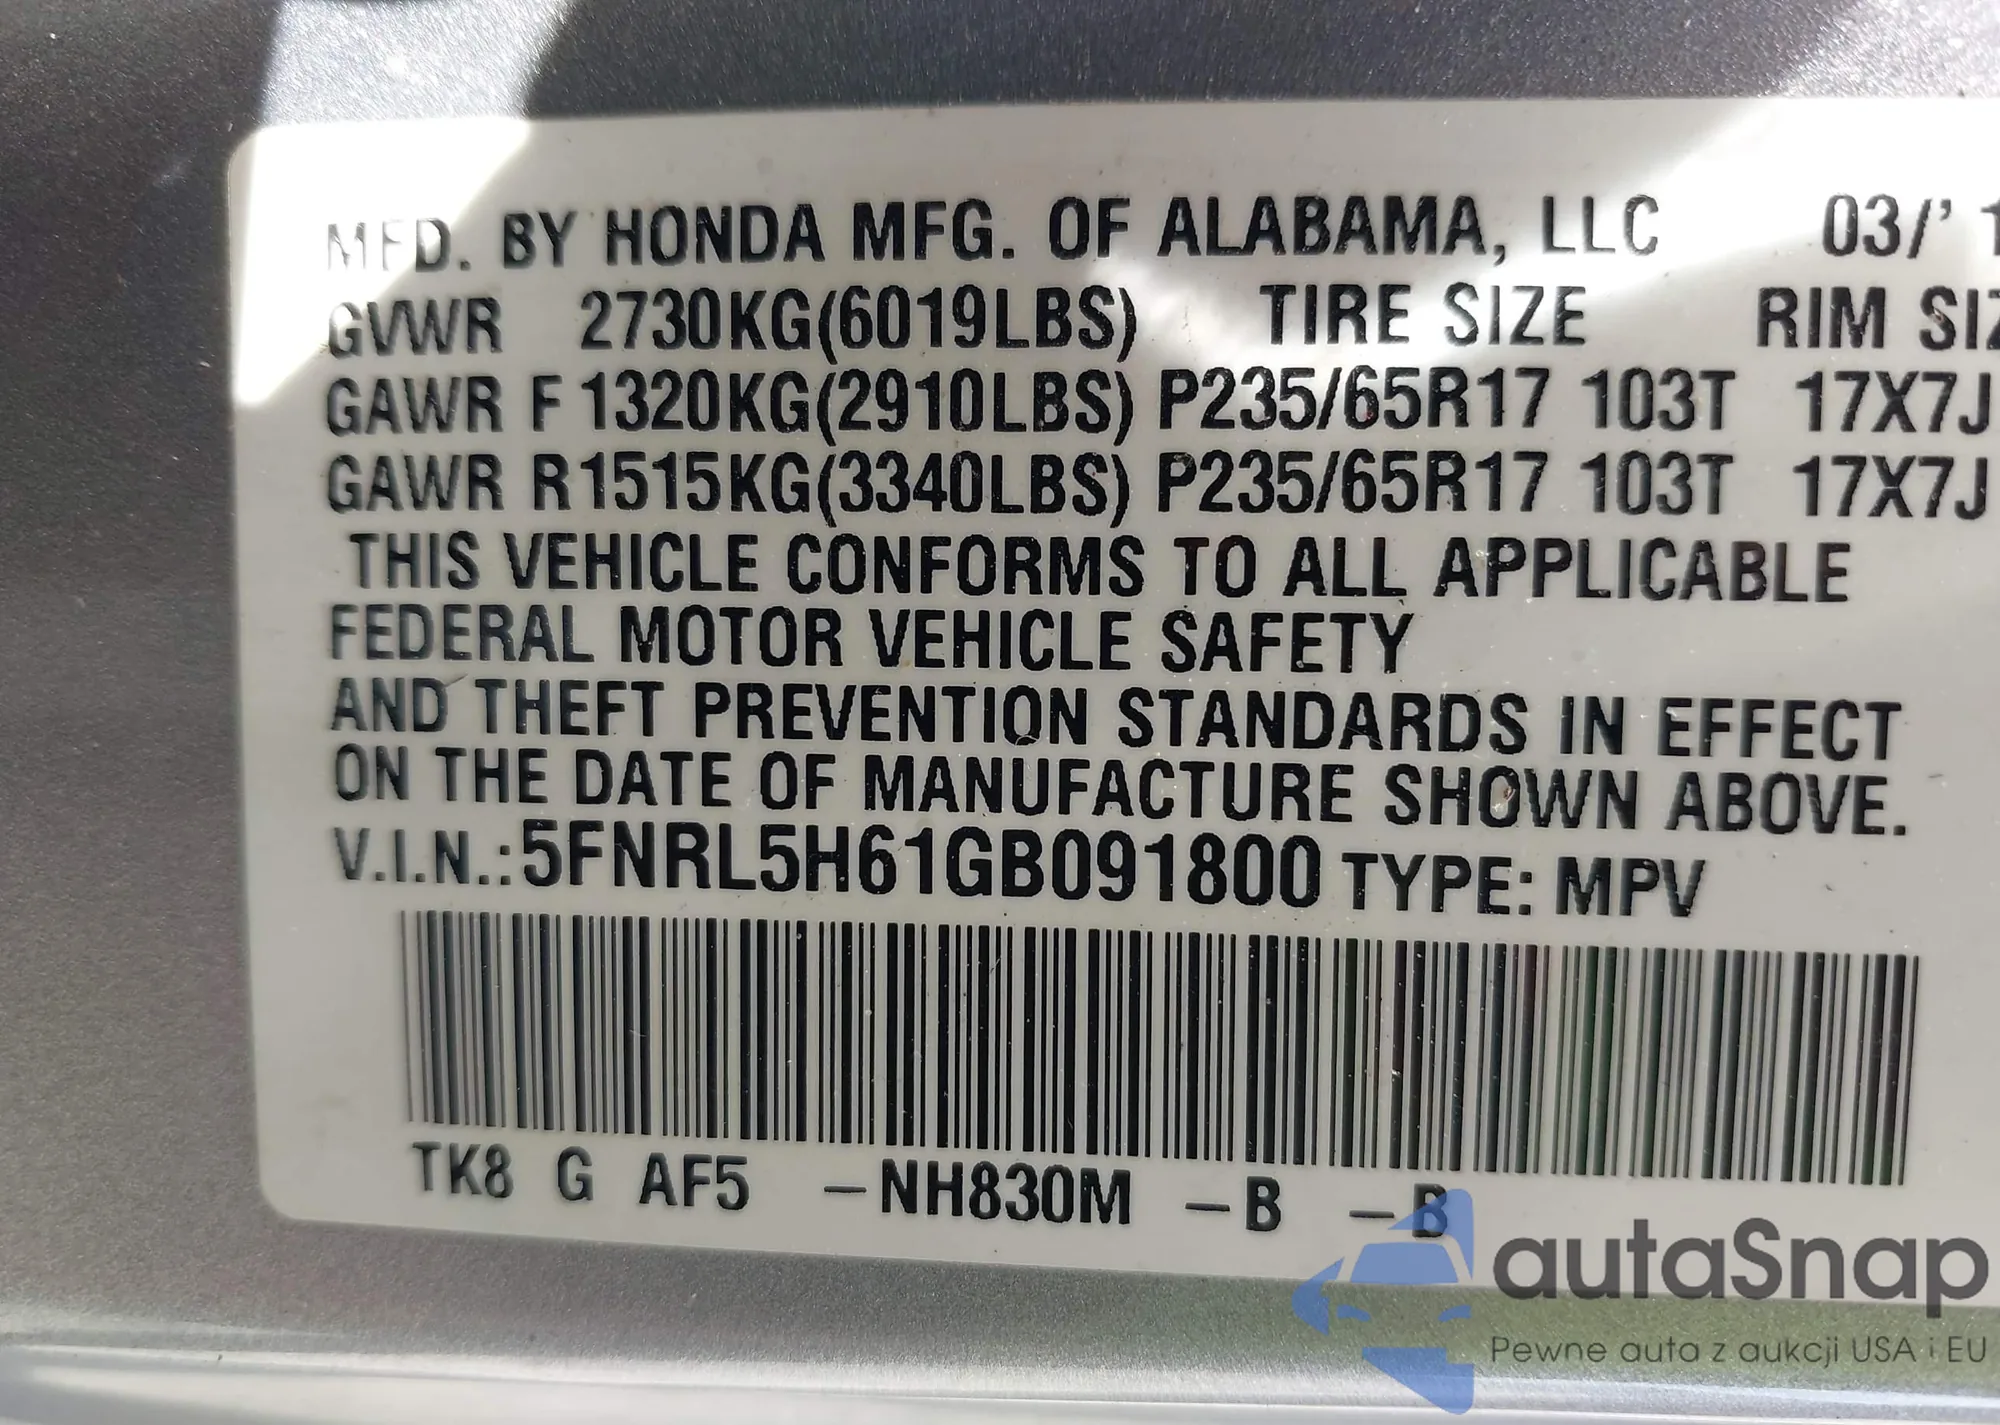 MFD. BY HONDA MFG. OF ALABAMA, LLC 03/' 1
GVWR 2730KG(6019LBS) TIRE SIZE RIM SIZ
GAWR F 1320KG(2910LBS) P235/65R17 103T 17X7J
GAWR R 1515KG(3340LBS) P235/65R17 103T 17X7J
THIS VEHICLE CONFORMS TO ALL APPLICABLE
FEDERAL MOTOR VEHICLE SAFETY
AND THEFT PREVENTION STANDARDS IN EFFECT
ON THE DATE OF MANUFACTURE SHOWN ABOVE.
V.I.N.:5FNRL5H61GB091800 TYPE: MPV
TK8 G AF5 –NH830M –B –B
autaSnap
Pewne auta z aukcji USA i EU